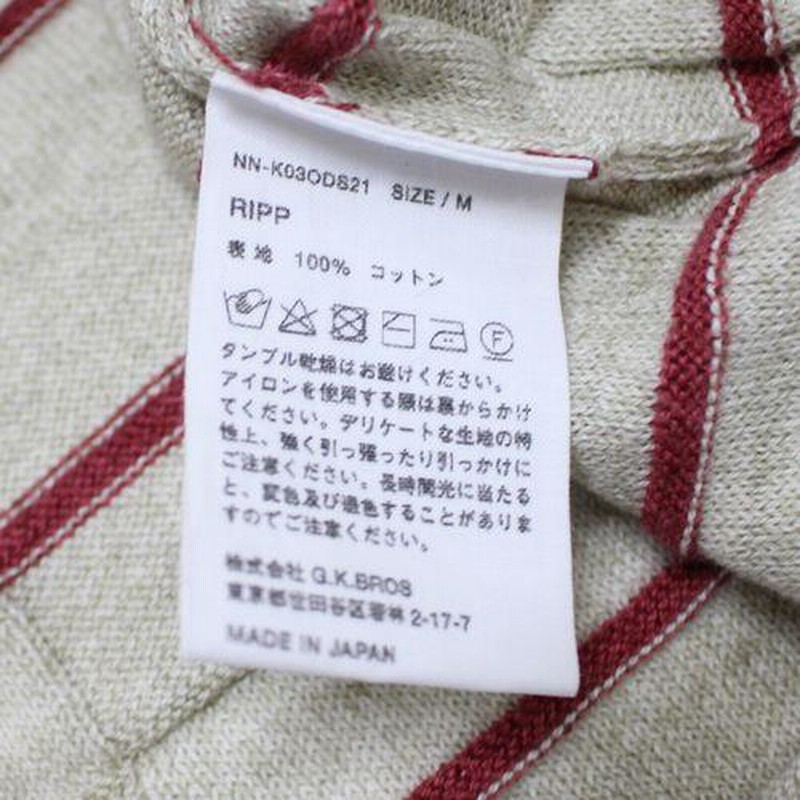 NN-K03ODS21 SIZE / M
RIPP
表地 100% コットン
F
タンブル乾燥はお避けください。
アイロンを使用する際は裏からかけ
てください。デリケートな生地の特
性上、強く引っ張ったり引っかけに
ご注意ください。長時間光に当たる
と、変色及び退色することがありま
すのでご注意ください。
株式会社 G.K.BROS
東京都世田谷区若林 2-17-7
MADE IN JAPAN